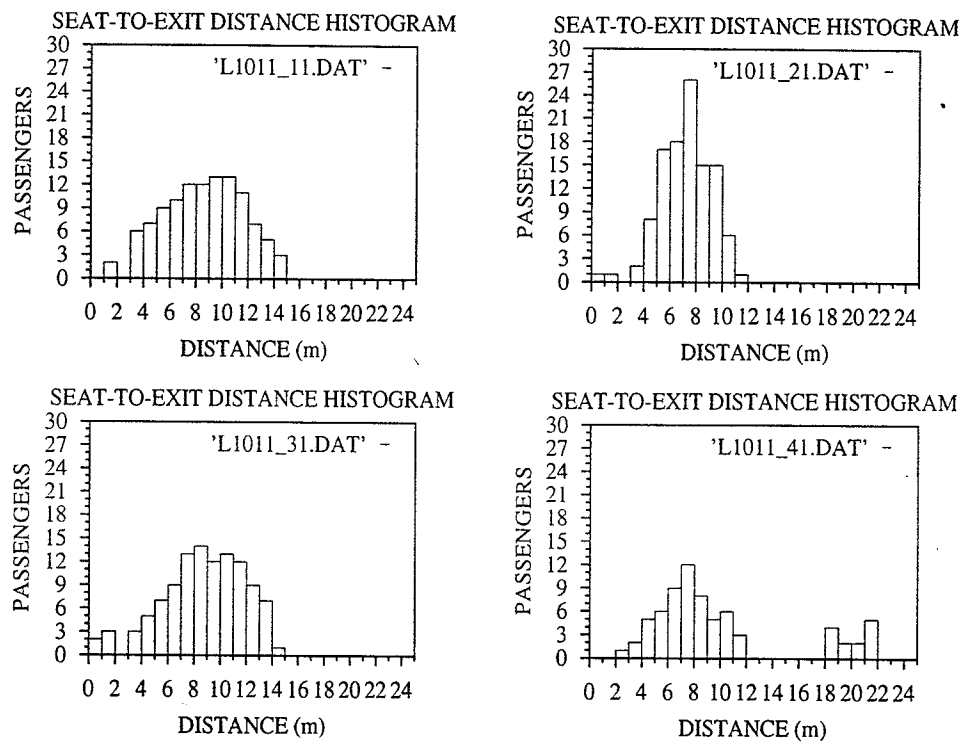 SEAT-TO-EXIT DISTANCE HISTOGRAM
'L1011_11.DAT'
PASSENGERS
30
27
24
21
18
15
12
9
6
3
0
0 2 4 6 8 10 12 14 16 18 20 22 24
DISTANCE (m)
SEAT-TO-EXIT DISTANCE HISTOGRAM
'L1011_21.DAT'
PASSENGERS
30
27
24
21
18
15
12
9
6
3
0
0 2 4 6 8 10 12 14 16 18 20 22 24
DISTANCE (m)
SEAT-TO-EXIT DISTANCE HISTOGRAM
'L1011_31.DAT'
PASSENGERS
30
27
24
21
18
15
12
9
6
3
0
0 2 4 6 8 10 12 14 16 18 20 22 24
DISTANCE (m)
SEAT-TO-EXIT DISTANCE HISTOGRAM
'L1011_41.DAT'
PASSENGERS
30
27
24
21
18
15
12
9
6
3
0
0 2 4 6 8 10 12 14 16 18 20 22 24
DISTANCE (m)